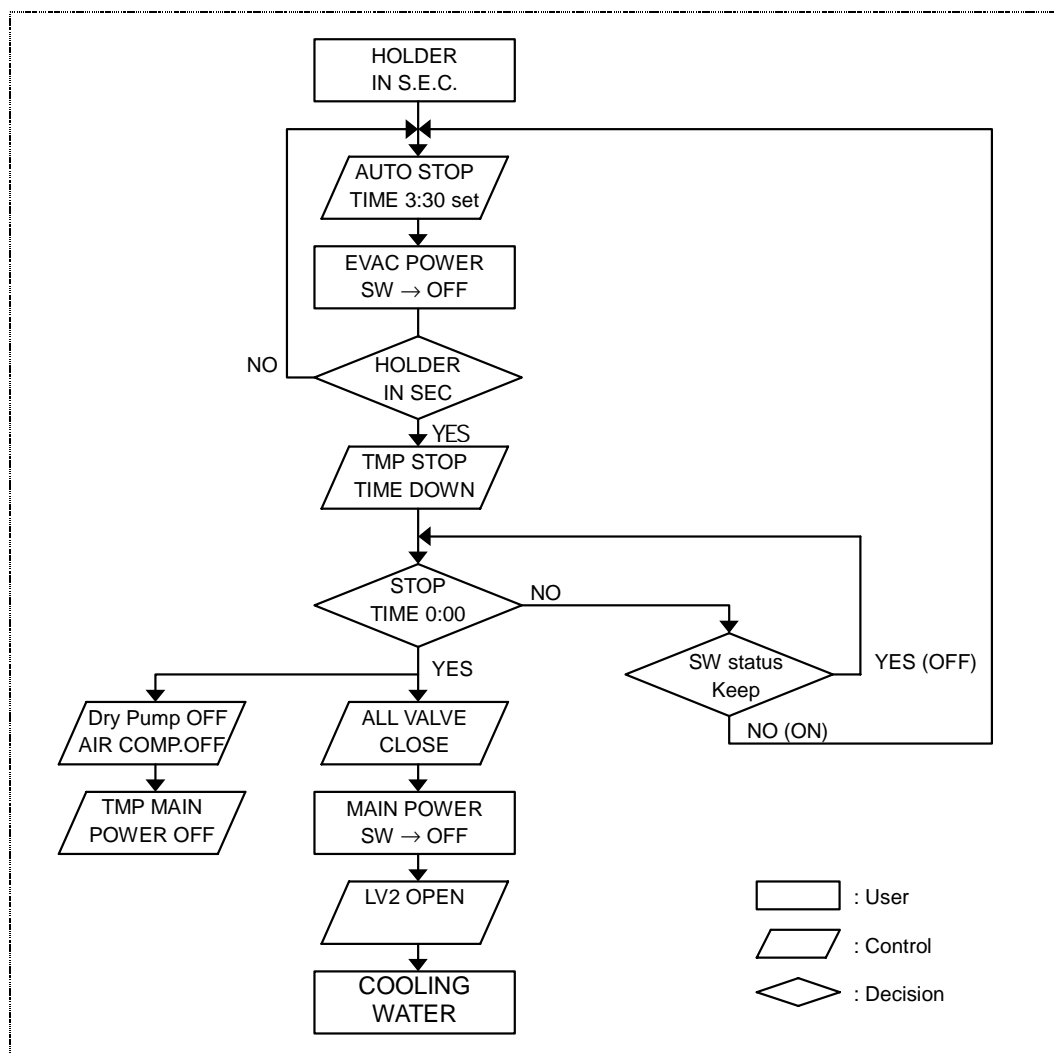 HOLDER
IN S.E.C.
AUTO STOP
TIME 3:30 set
EVAC POWER
SW → OFF
NO
HOLDER
IN SEC
YES
TMP STOP
TIME DOWN
STOP
TIME 0:00
NO
SW status
Keep
YES (OFF)
NO (ON)
YES
Dry Pump OFF
AIR COMP.OFF
ALL VALVE
CLOSE
TMP MAIN
POWER OFF
MAIN POWER
SW → OFF
LV2 OPEN
COOLING
WATER
: User
: Control
: Decision